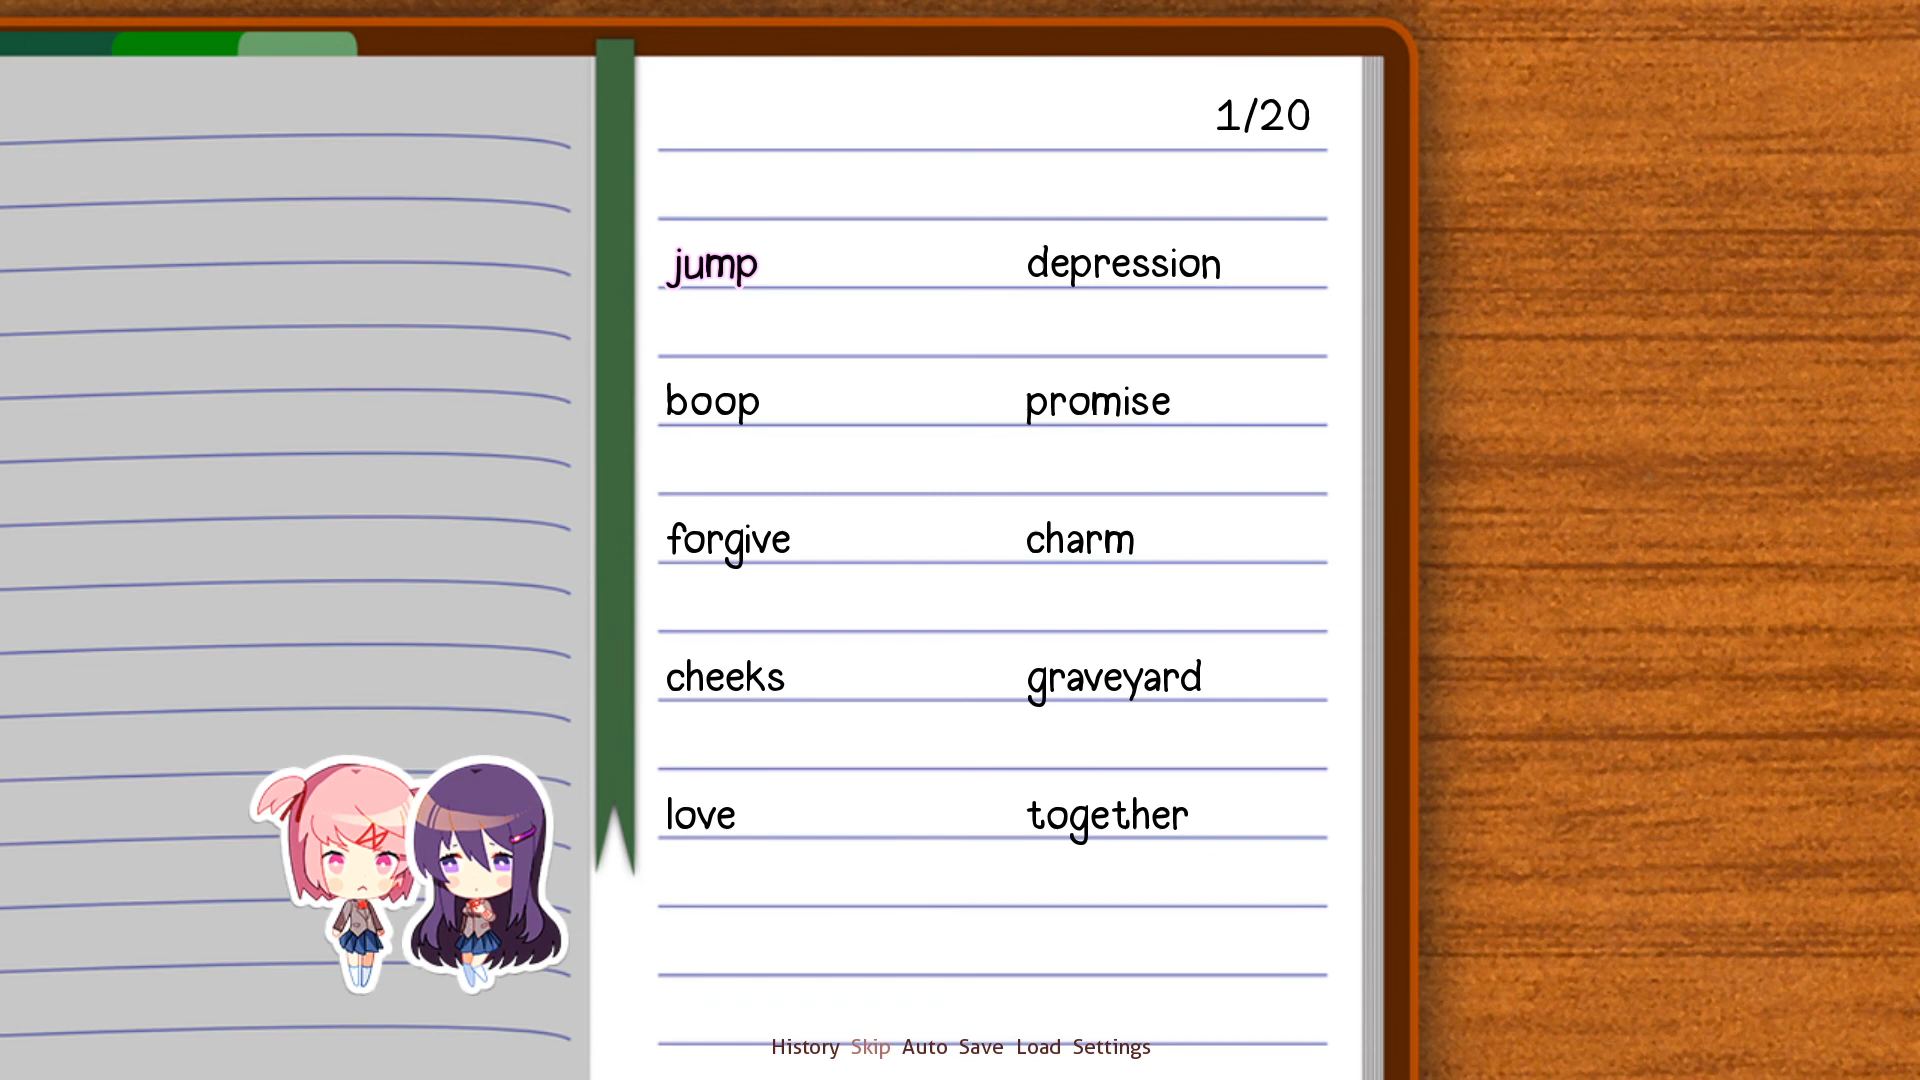 1/20
jump depression
boop promise
forgive charm
cheeks graveyard
love together
History Skip Auto Save Load Settings